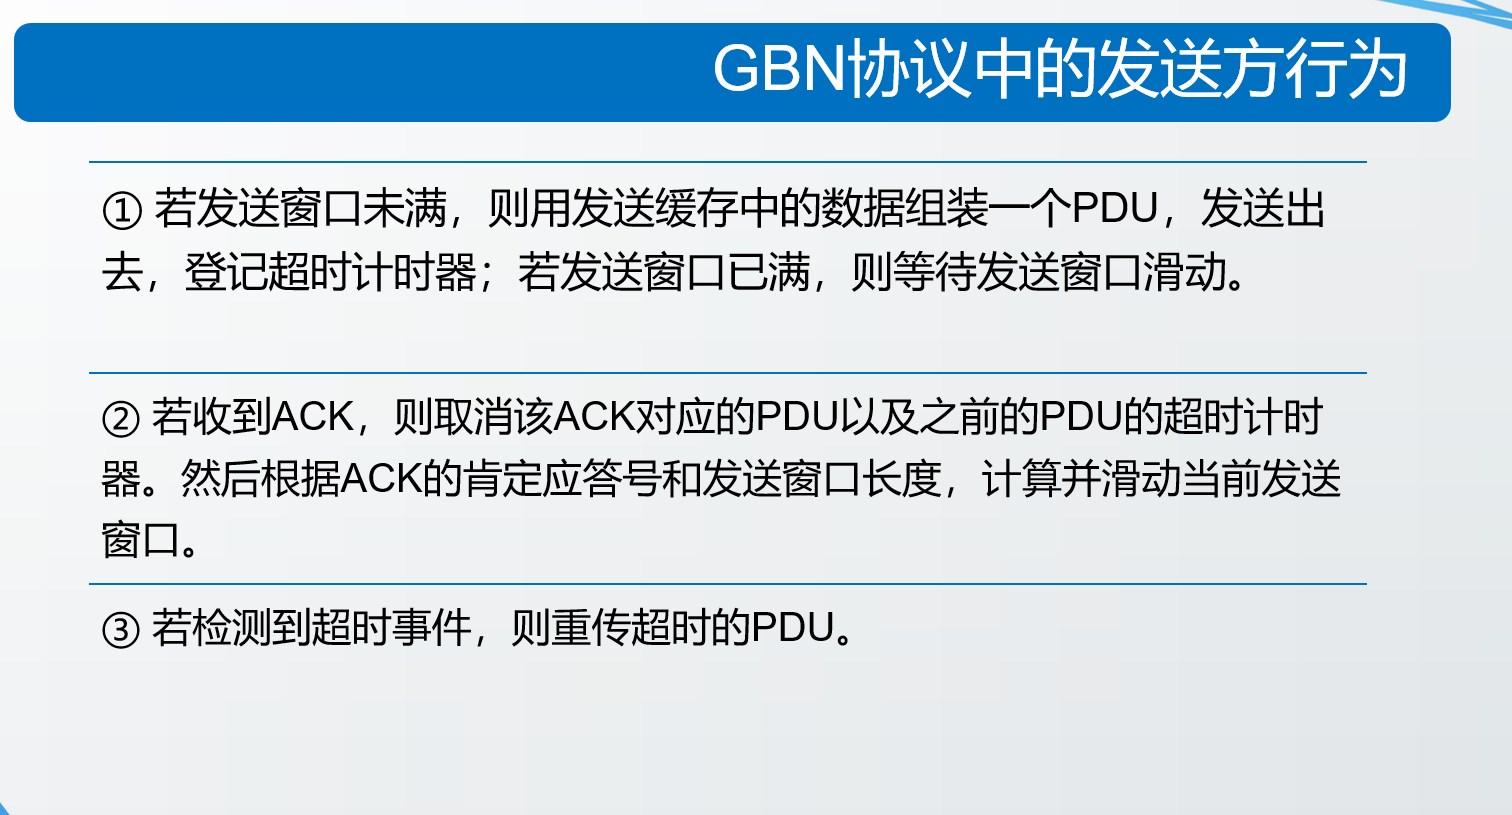 GBN协议中的发送方行为
① 若发送窗口未满，则用发送缓存中的数据组装一个PDU，发送出
去，登记超时计时器；若发送窗口已满，则等待发送窗口滑动。
② 若收到ACK，则取消该ACK对应的PDU以及之前的PDU的超时计时
器。然后根据ACK的肯定应答号和发送窗口长度，计算并滑动当前发送
窗口。
③ 若检测到超时事件，则重传超时的PDU。